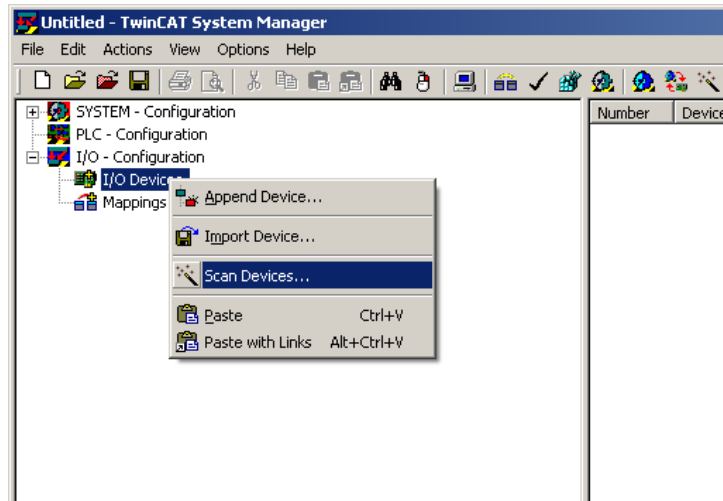 Untitled - TwinCAT System Manager
File Edit Actions View Options Help
SYSTEM - Configuration
PLC - Configuration
I/O - Configuration
I/O Devices
Mappings
Number Device
Append Device...
Import Device...
Scan Devices...
Paste Ctrl+V
Paste with Links Alt+Ctrl+V